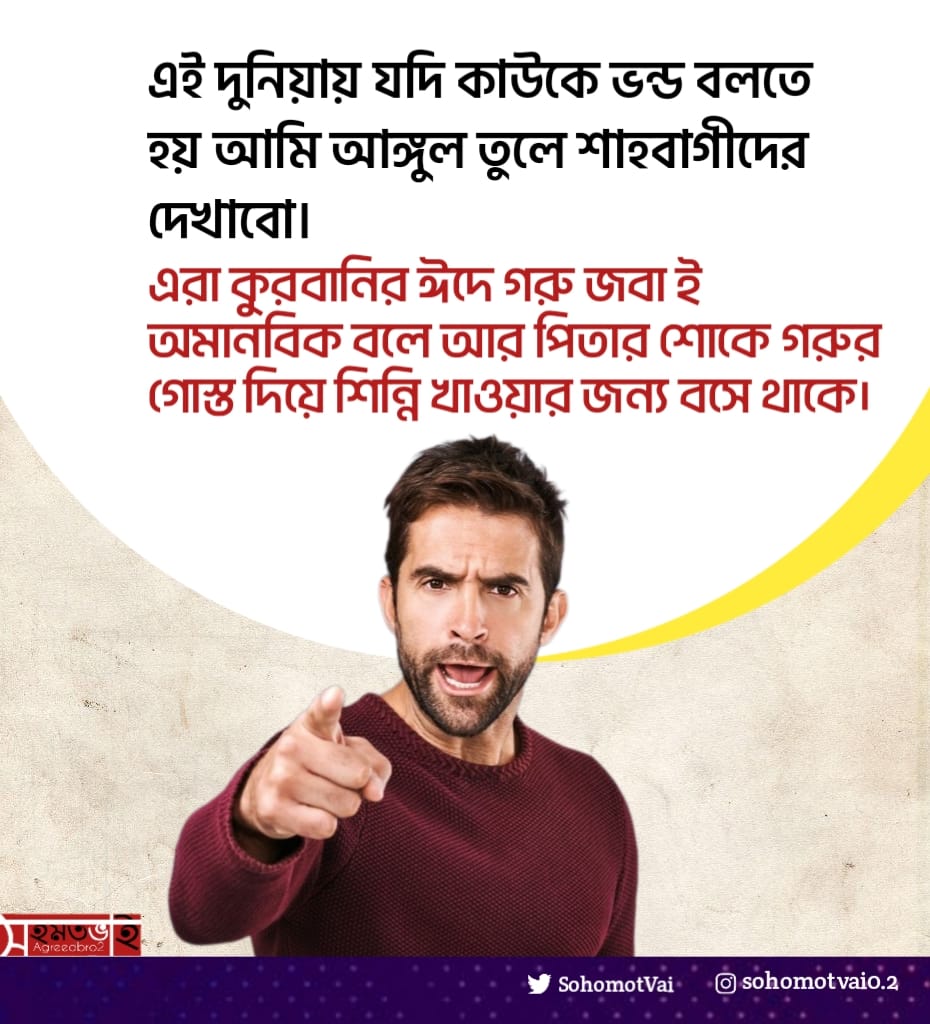 এই দুনিয়ায় যদি কাউকে ভন্ড বলতে
হয় আমি আঙ্গুল তুলে শাহবাগীদের
দেখাবো।
এরা কুরবানির ঈদে গরু জবা ই
অমানবিক বলে আর পিতার শোকে গরুর
গোস্ত দিয়ে শিন্নি খাওয়ার জন্য বসে থাকে।
সহমতভাই
Agreeabro2
SohomotVai
sohomotvai0.2